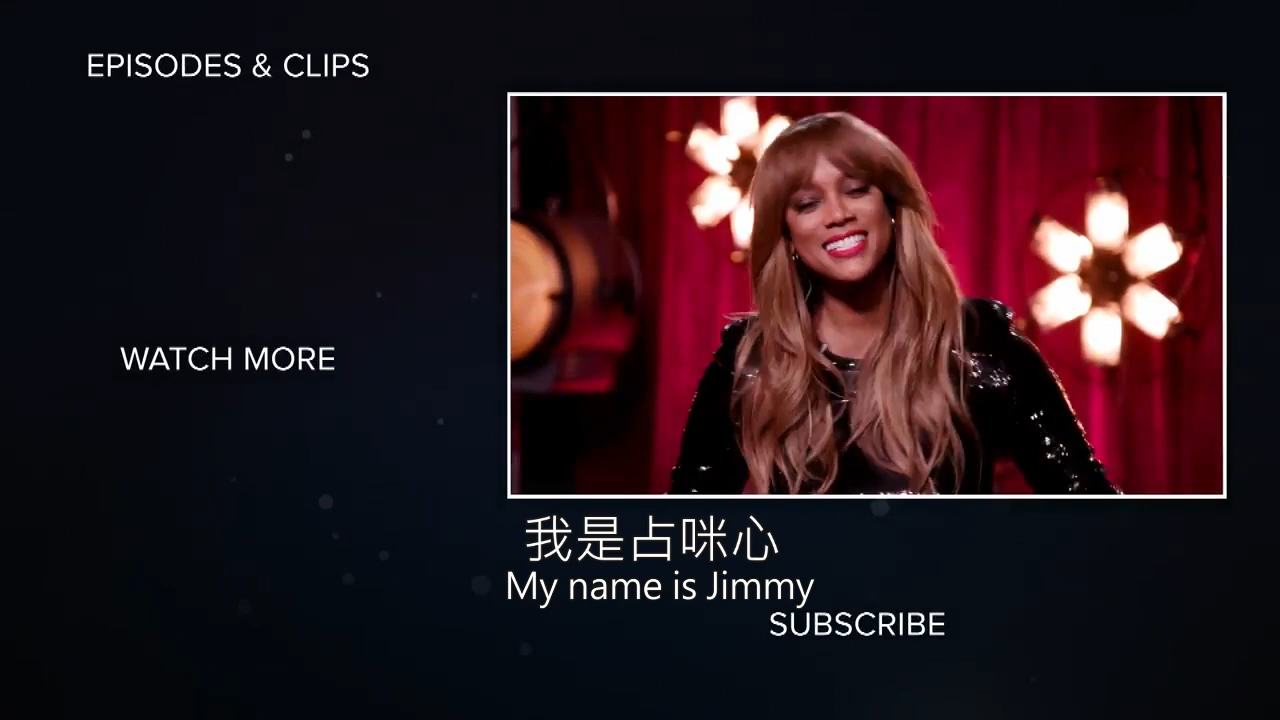 EPISODES & CLIPS
WATCH MORE
我是占咪心
My name is Jimmy
SUBSCRIBE